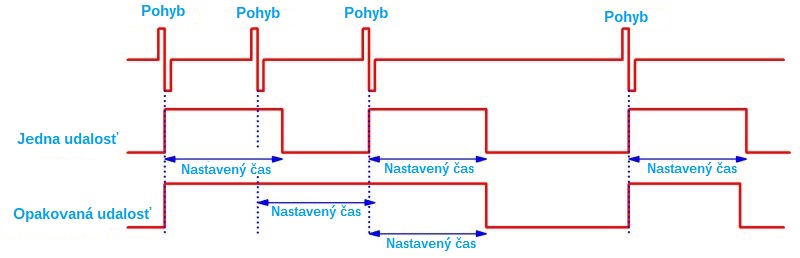 Pohyb Pohyb Pohyb Pohyb
Jedna udalosť
Nastavený čas Nastavený čas Nastavený čas
Opakovaná udalosť
Nastavený čas
Nastavený čas